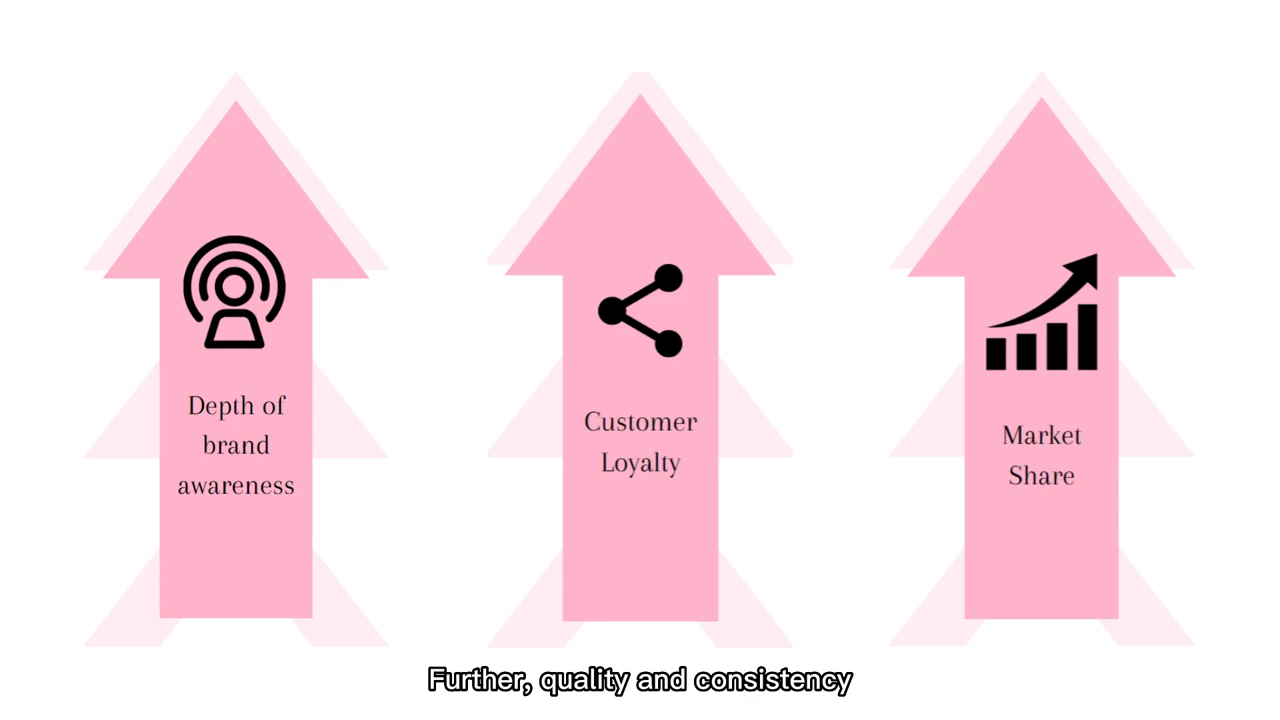 Depth of
brand
awareness
Customer
Loyalty
Market
Share
Further, quality and consistency